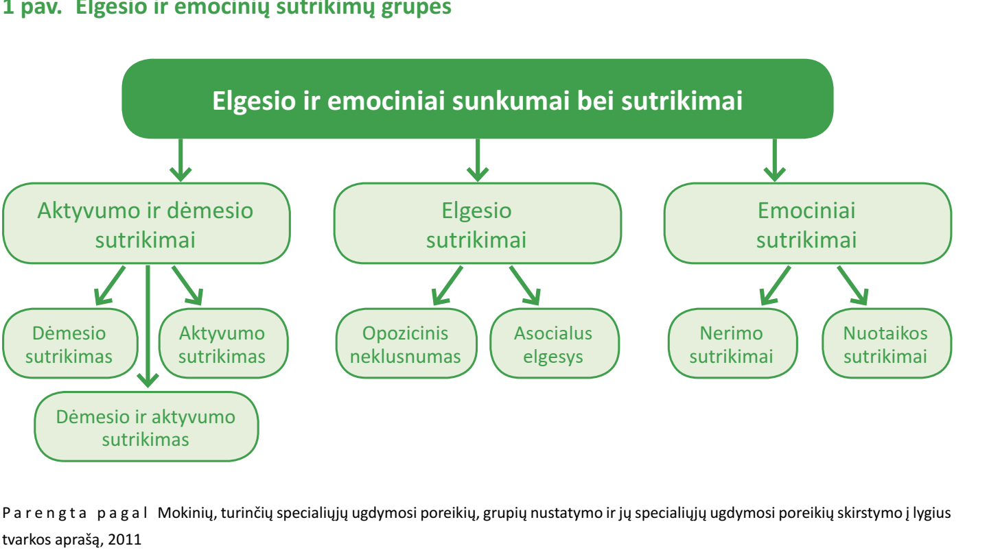 1 pav. Elgesio ir emocinių sutrikimų grupės
Elgesio ir emociniai sunkumai bei sutrikimai
Aktyvumo ir dėmesio
sutrikimai
Elgesio
sutrikimai
Emociniai
sutrikimai
Dėmesio
sutrikimas
Aktyvumo
sutrikimas
Opozicinis
neklusnumas
Asocialus
elgesys
Nerimo
sutrikimai
Nuotaikos
sutrikimai
Dėmesio ir aktyvumo
sutrikimas
Parengta pagal Mokinių, turinčių specialiųjų ugdymosi poreikių, grupių nustatymo ir jų specialiųjų ugdymosi poreikių skirstymo į lygius
tvarkos aprašą, 2011